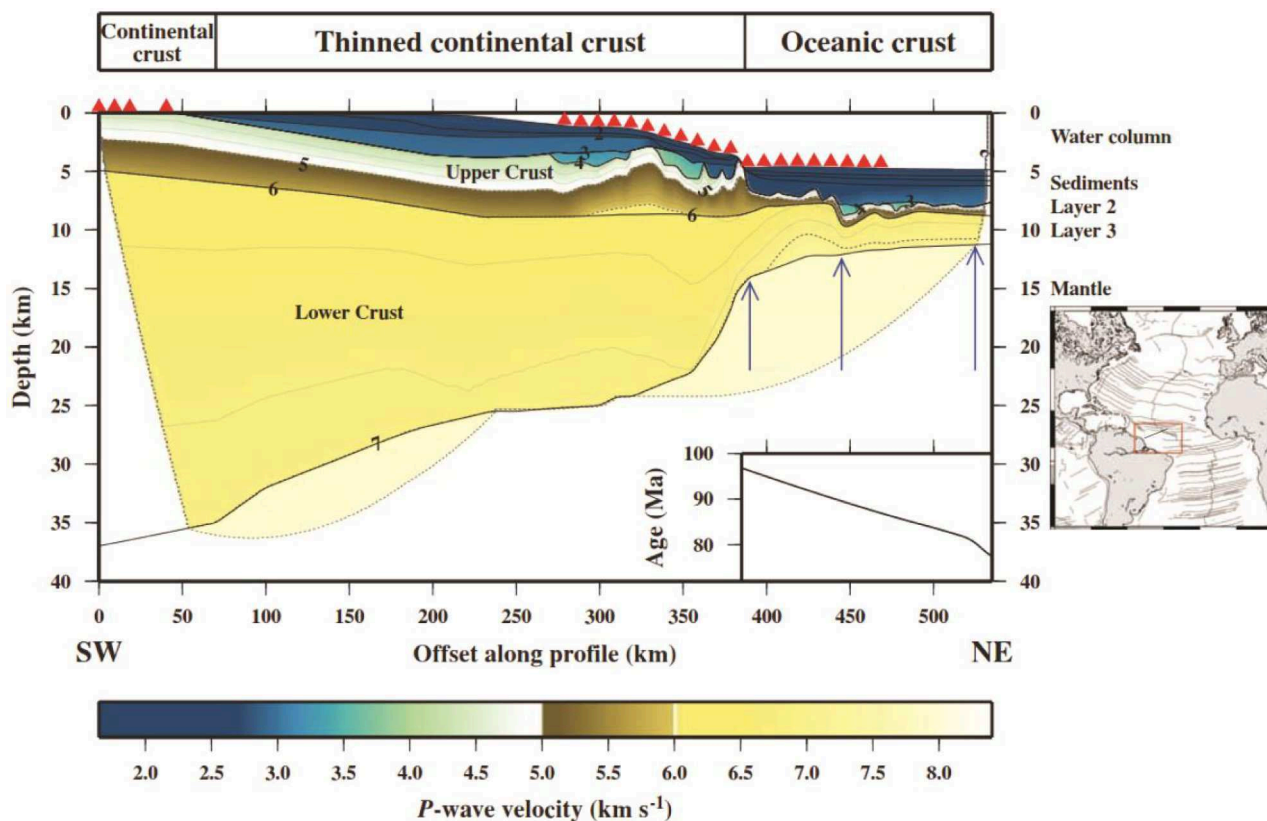 Continental
crust
Thinned continental crust
Oceanic crust
0
5
10
15
20
25
30
35
40
Depth (km)
2
3
4
5
5
6
6
7
3
Upper Crust
Lower Crust
0
5
10
15
20
25
30
35
40
Water column
Sediments
Layer 2
Layer 3
Mantle
100
90
80
Age (Ma)
0 50 100 150 200 250 300 350 400 450 500
SW
Offset along profile (km)
NE
2.0 2.5 3.0 3.5 4.0 4.5 5.0 5.5 6.0 6.5 7.0 7.5 8.0
P-wave velocity (km s⁻¹)